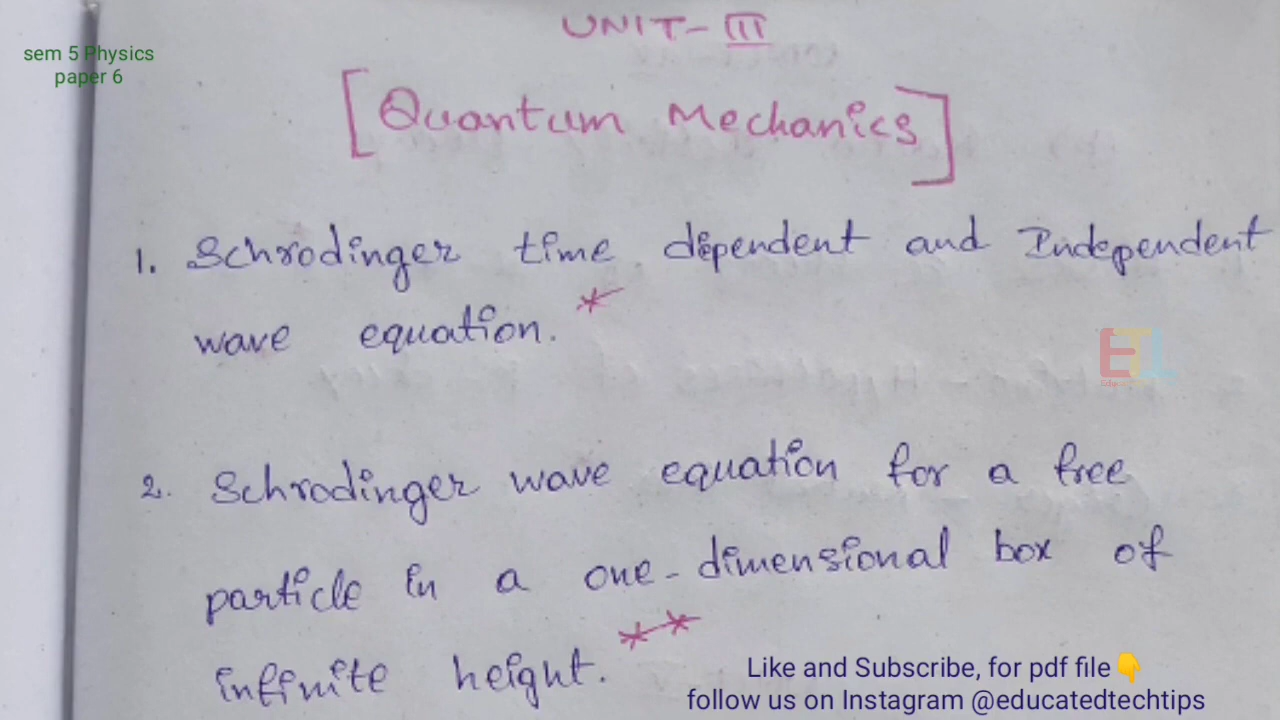 UNIT-III
sem 5 Physics
paper 6
[Quantum Mechanics]
1. Schrodinger time dependent and Independent
wave equation.*
ETL
2. Schrodinger wave equation for a free
particle in a one-dimensional box of
infinite height. **
Like and Subscribe, for pdf file👇
follow us on Instagram @educatedtechtips